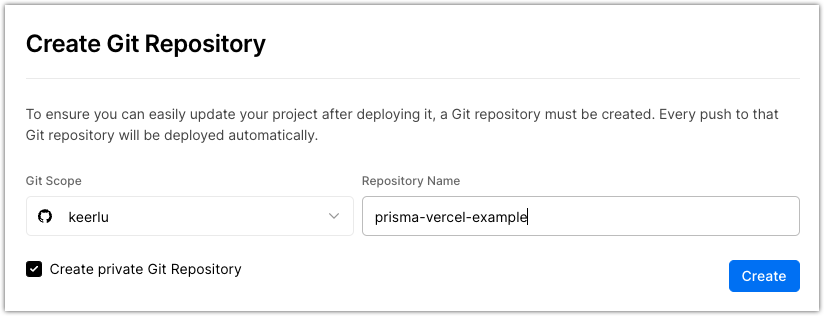 Create Git Repository
To ensure you can easily update your project after deploying it, a Git repository must be created. Every push to that
Git repository will be deployed automatically.
Git Scope
Repository Name
keerlu
prisma-vercel-example
Create private Git Repository
Create